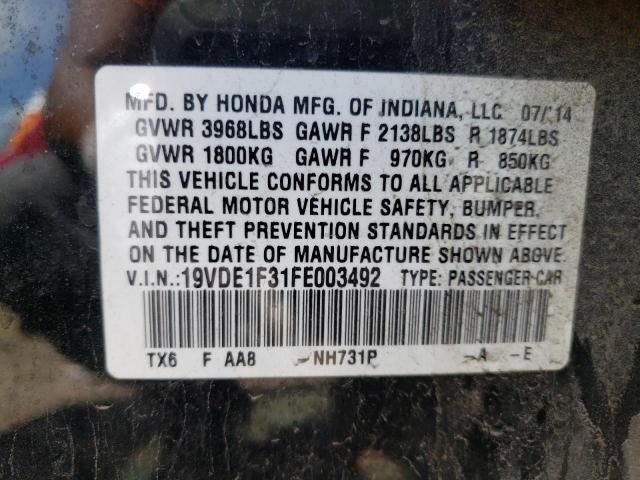 MFD. BY HONDA MFG. OF INDIANA, LLC 07/14
GVWR 3968LBS GAWR F 2138LBS R 1874LBS
GVWR 1800KG GAWR F 970KG R 850KG
THIS VEHICLE CONFORMS TO ALL APPLICABLE
FEDERAL MOTOR VEHICLE SAFETY, BUMPER,
AND THEFT PREVENTION STANDARDS IN EFFECT
ON THE DATE OF MANUFACTURE SHOWN ABOVE.
V.I.N.:19VDE1F31FE003492 TYPE: PASSENGER CAR
TX6 F AA8 -NH731P -A -E